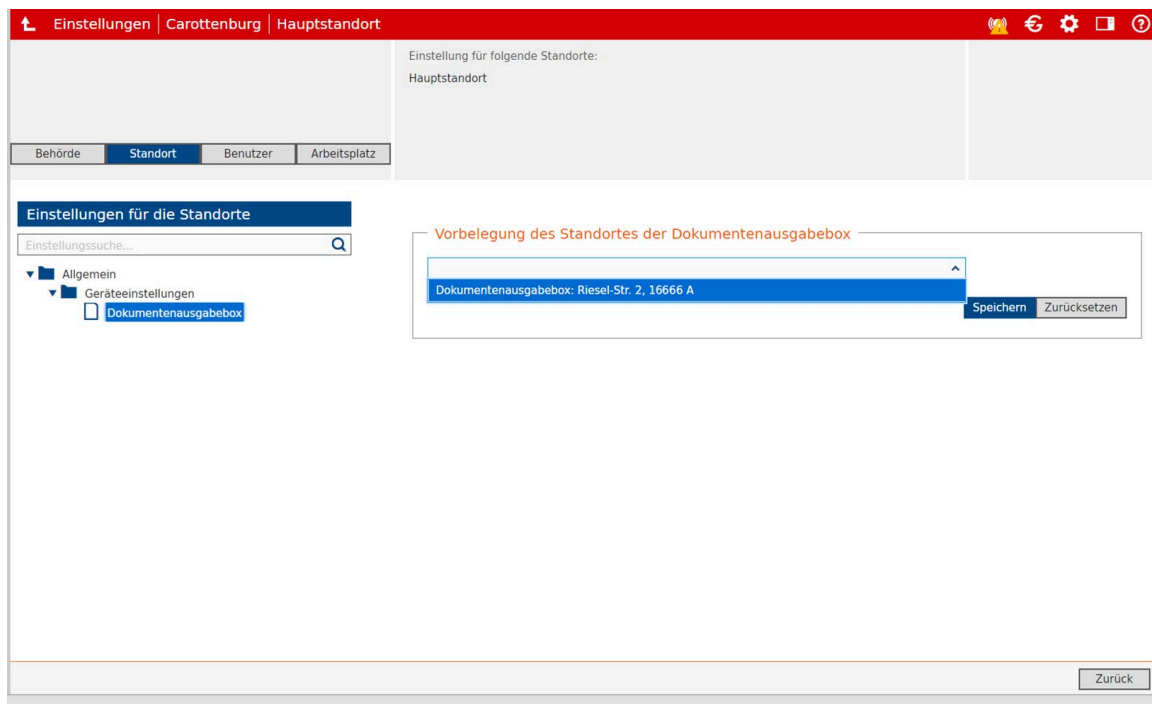 Einstellungen | Carottenburg | Hauptstandort
Einstellung für folgende Standorte:
Hauptstandort
Behörde Standort Benutzer Arbeitsplatz
Einstellungen für die Standorte
Einstellungssuche...
Allgemein
Geräteeinstellungen
Dokumentenausgabebox
Vorbelegung des Standortes der Dokumentenausgabebox
Dokumentenausgabebox: Riesel-Str. 2, 16666 A
Speichern Zurücksetzen
Zurück